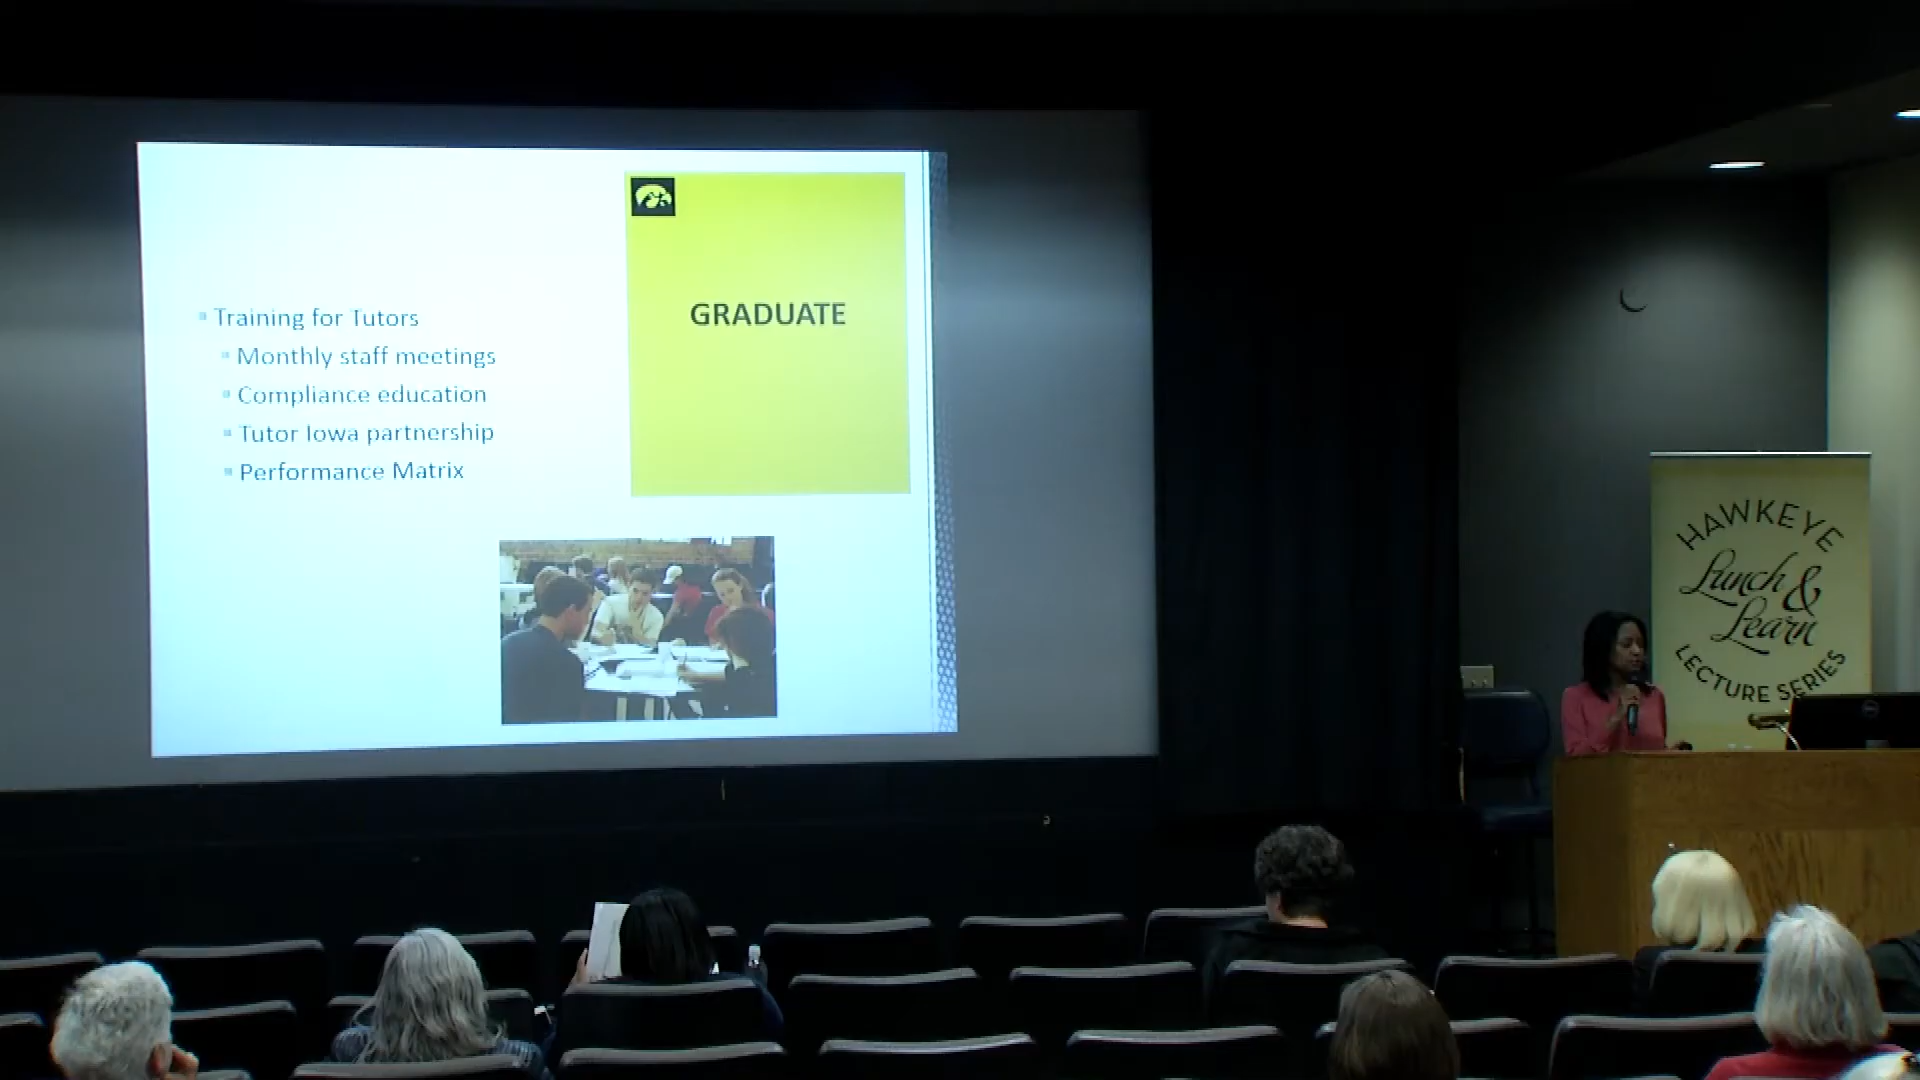 GRADUATE
Training for Tutors
Monthly staff meetings
Compliance education
Tutor Iowa partnership
Performance Matrix
HAWKEYE
Lunch &
Learn
LECTURE SERIES